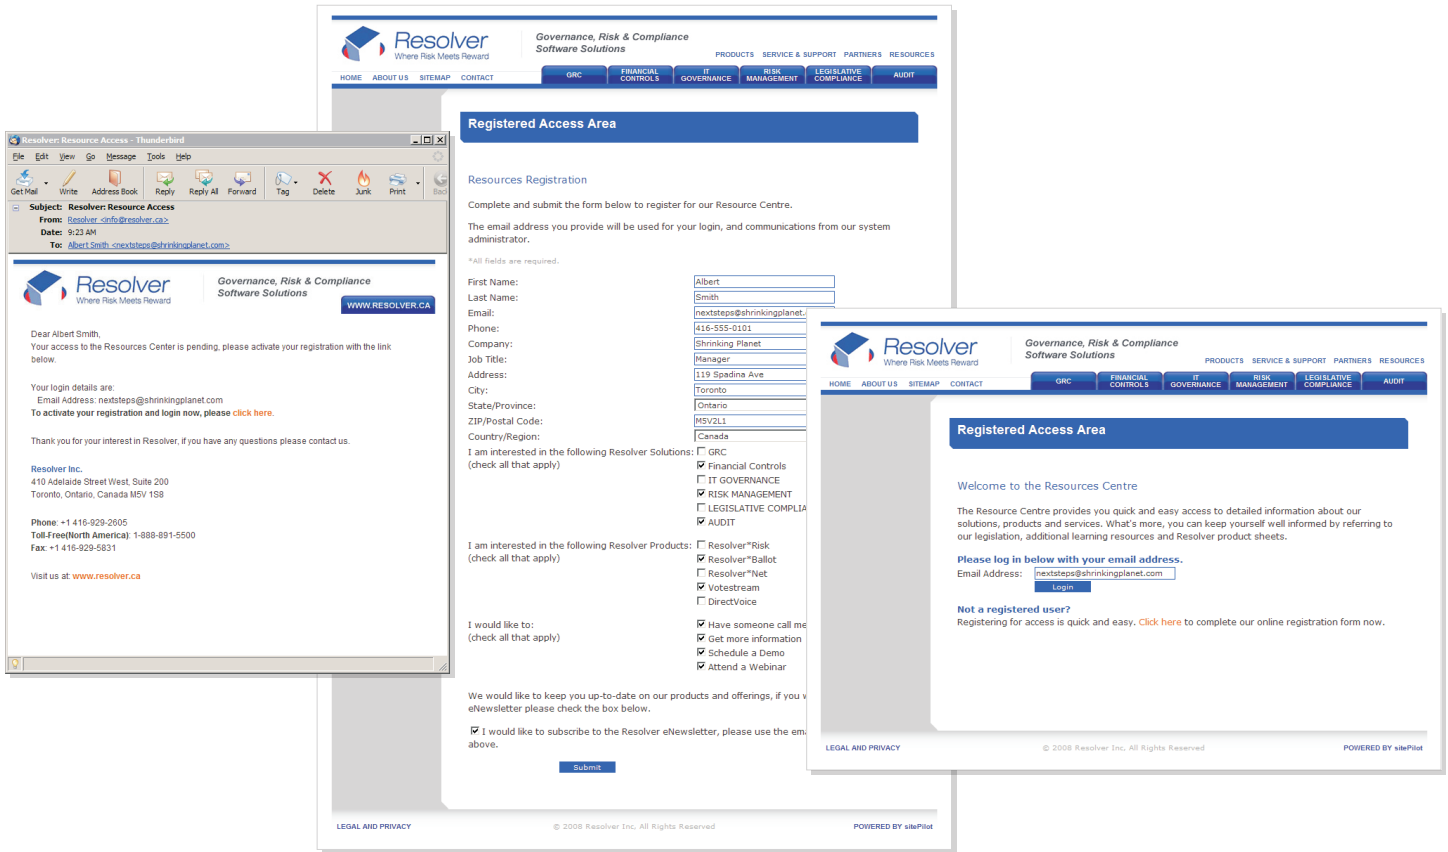 Resolver
Where Risk Meets Reward
Governance, Risk & Compliance
Software Solutions
PRODUCTS SERVICE & SUPPORT PARTNERS RESOURCES
HOME ABOUT US SITEMAP CONTACT
GRC
FINANCIAL CONTROLS
IT GOVERNANCE
RISK MANAGEMENT
LEGISLATIVE COMPLIANCE
AUDIT
Registered Access Area
Resources Registration
Complete and submit the form below to register for our Resource Centre.
The email address you provide will be used for your login, and communications from our system
administrator.
*All fields are required.
First Name: Albert
Last Name: Smith
Email: nextsteps@shrinkingplanet.
Phone: 416-555-0101
Company: Shrinking Planet
Job Title: Manager
Address: 119 Spadina Ave
City: Toronto
State/Province: Ontario
ZIP/Postal Code: M5V2L1
Country/Region: Canada
I am interested in the following Resolver Solutions: GRC
(check all that apply) Financial Controls
IT GOVERNANCE
RISK MANAGEMENT
LEGISLATIVE COMPLIA
AUDIT
I am interested in the following Resolver Products: Resolver*Risk
(check all that apply) Resolver*Ballot
Resolver*Net
Votestream
DirectVoice
I would like to: Have someone call me
(check all that apply) Get more information
Schedule a Demo
Attend a Webinar
We would like to keep you up-to-date on our products and offerings, if you w
eNewsletter please check the box below.
I would like to subscribe to the Resolver eNewsletter, please use the ema
above.
Submit
LEGAL AND PRIVACY © 2008 Resolver Inc, All Rights Reserved POWERED BY sitePilot
Resolver: Resource Access - Thunderbird
File Edit View Go Message Tools Help
Get Mail Write Address Book Reply Reply All Forward Tag Delete Junk Print Back
Subject: Resolver: Resource Access
From: Resolver <info@resolver.ca>
Date: 9:23 AM
To: Albert Smith <nextsteps@shrinkingplanet.com>
Resolver
Where Risk Meets Reward
Governance, Risk & Compliance
Software Solutions
WWW.RESOLVER.CA
Dear Albert Smith,
Your access to the Resources Center is pending, please activate your registration with the link
below.
Your login details are:
Email Address: nextsteps@shrinkingplanet.com
To activate your registration and login now, please click here.
Thank you for your interest in Resolver, if you have any questions please contact us.
Resolver Inc.
410 Adelaide Street West, Suite 200
Toronto, Ontario, Canada M5V 1S8
Phone: +1 416-929-2605
Toll-Free(North America): 1-888-891-5500
Fax: +1 416-929-5831
Visit us at: www.resolver.ca
Resolver
Where Risk Meets Reward
Governance, Risk & Compliance
Software Solutions
PRODUCTS SERVICE & SUPPORT PARTNERS RESOURCES
HOME ABOUT US SITEMAP CONTACT
GRC
FINANCIAL CONTROLS
IT GOVERNANCE
RISK MANAGEMENT
LEGISLATIVE COMPLIANCE
AUDIT
Registered Access Area
Welcome to the Resources Centre
The Resource Centre provides you quick and easy access to detailed information about our
solutions, products and services. What's more, you can keep yourself well informed by referring to
our legislation, additional learning resources and Resolver product sheets.
Please log in below with your email address.
Email Address: nextsteps@shrinkingplanet.com
Login
Not a registered user?
Registering for access is quick and easy. Click here to complete our online registration form now.
LEGAL AND PRIVACY © 2008 Resolver Inc, All Rights Reserved POWERED BY sitePilot